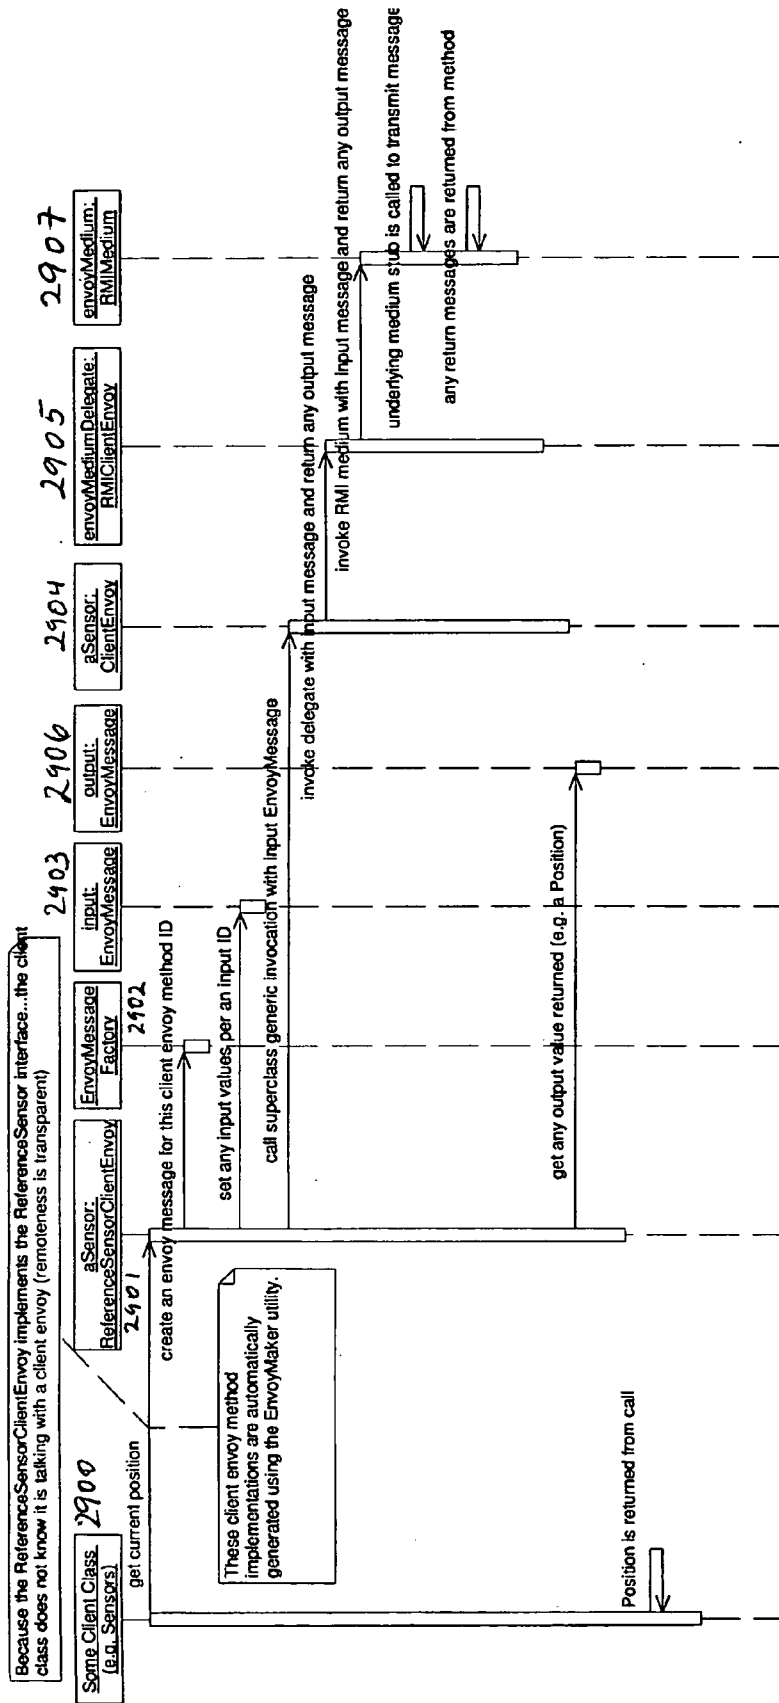 Because the ReferenceSensorClientEnvoy implements the ReferenceSensor interface...the client
class does not know it is talking with a client envoy (remoteness is transparent)
Some Client Class
(e.g. Sensors)
2900
aSensor:
ReferenceSensorClientEnvoy
2901
EnvoyMessage
Factory
2902
input:
EnvoyMessage
2903
output:
EnvoyMessage
2906
aSensor:
ClientEnvoy
2904
envoyMediumDelegate:
RMIClientEnvoy
2905
envoyMedium:
RMIMedium
2907
get current position
create an envoy message for this client envoy method ID
These client envoy method
implementations are automatically
generated using the EnvoyMaker utility.
set any input values per an input ID
call superclass generic invocation with input EnvoyMessage
invoke delegate with input message and return any output message
invoke RMI medium with input message and return any output message
underlying medium stub is called to transmit message
any return messages are returned from method
get any output value returned (e.g. a Position)
Position is returned from call